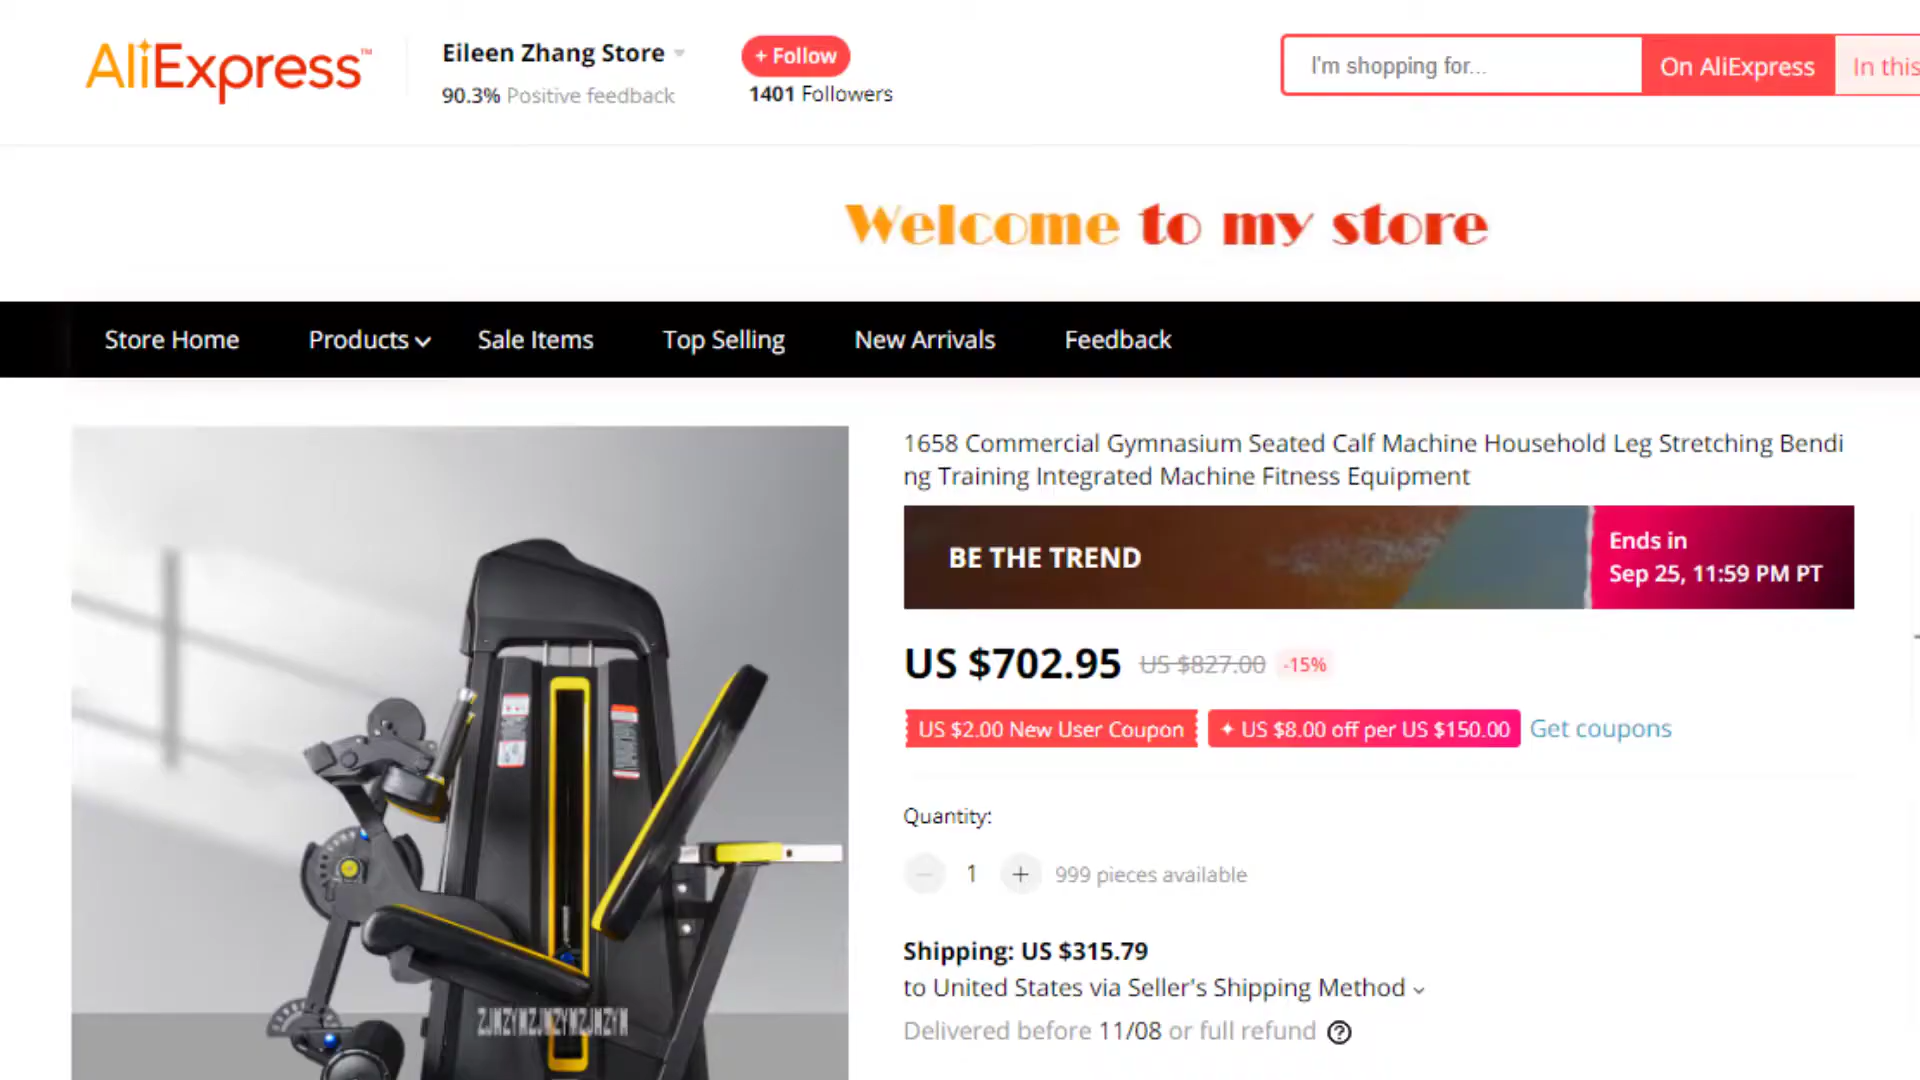 AliExpress™
Eileen Zhang Store
+ Follow
90.3% Positive feedback
1401 Followers
I'm shopping for...
On AliExpress
In this
Welcome to my store
Store Home
Products
Sale Items
Top Selling
New Arrivals
Feedback
1658 Commercial Gymnasium Seated Calf Machine Household Leg Stretching Bendi
ng Training Integrated Machine Fitness Equipment
BE THE TREND
Ends in
Sep 25, 11:59 PM PT
US $702.95 US $827.00 -15%
US $2.00 New User Coupon
US $8.00 off per US $150.00
Get coupons
Quantity:
1
999 pieces available
Shipping: US $315.79
to United States via Seller's Shipping Method
Delivered before 11/08 or full refund
ZJMZYMZJMZYMZJMZYM